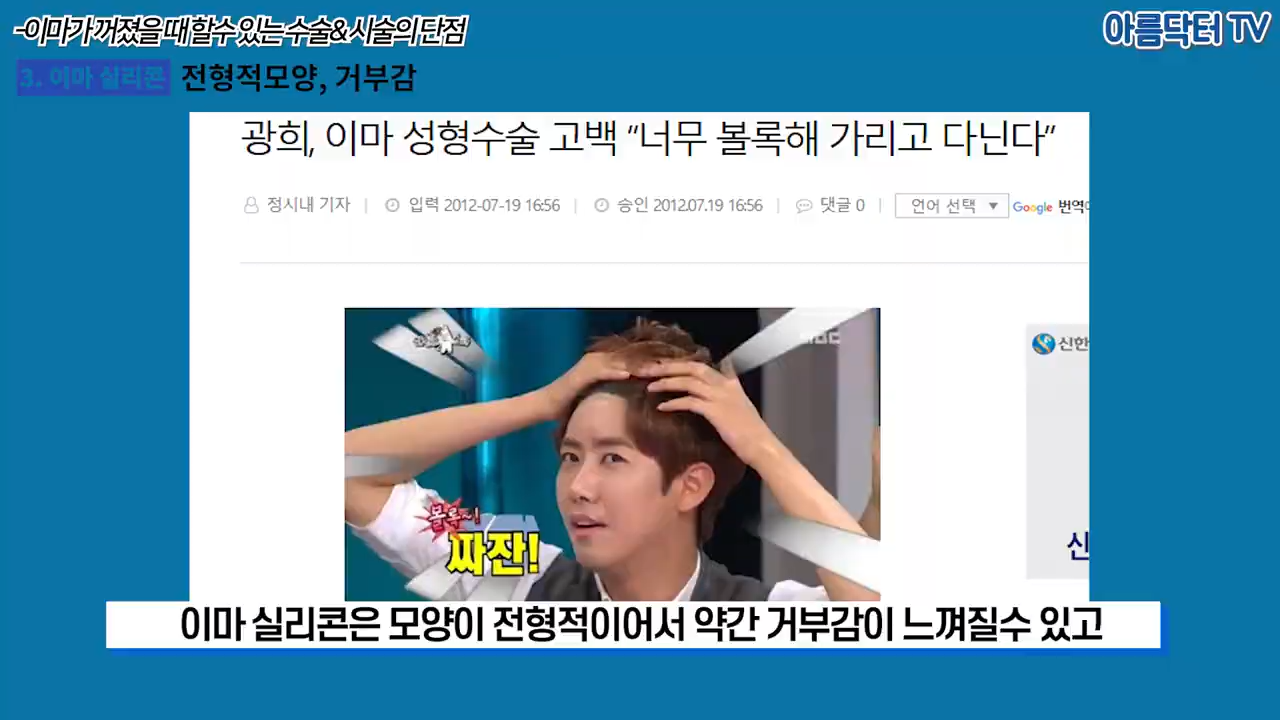 -이마가 꺼졌을 때 할수 있는 수술&시술의 단점
아름닥터 TV
3. 이마 실리콘 전형적모양, 거부감
광희, 이마 성형수술 고백 "너무 볼록해 가리고 다닌다"
정시내 기자 | 입력 2012-07-19 16:56 | 승인 2012.07.19 16:56 | 댓글 0 | 언어 선택 ▼ Google 번역
MBC
신한
볼록~!
짜잔!
신
이마 실리콘은 모양이 전형적이어서 약간 거부감이 느껴질수 있고